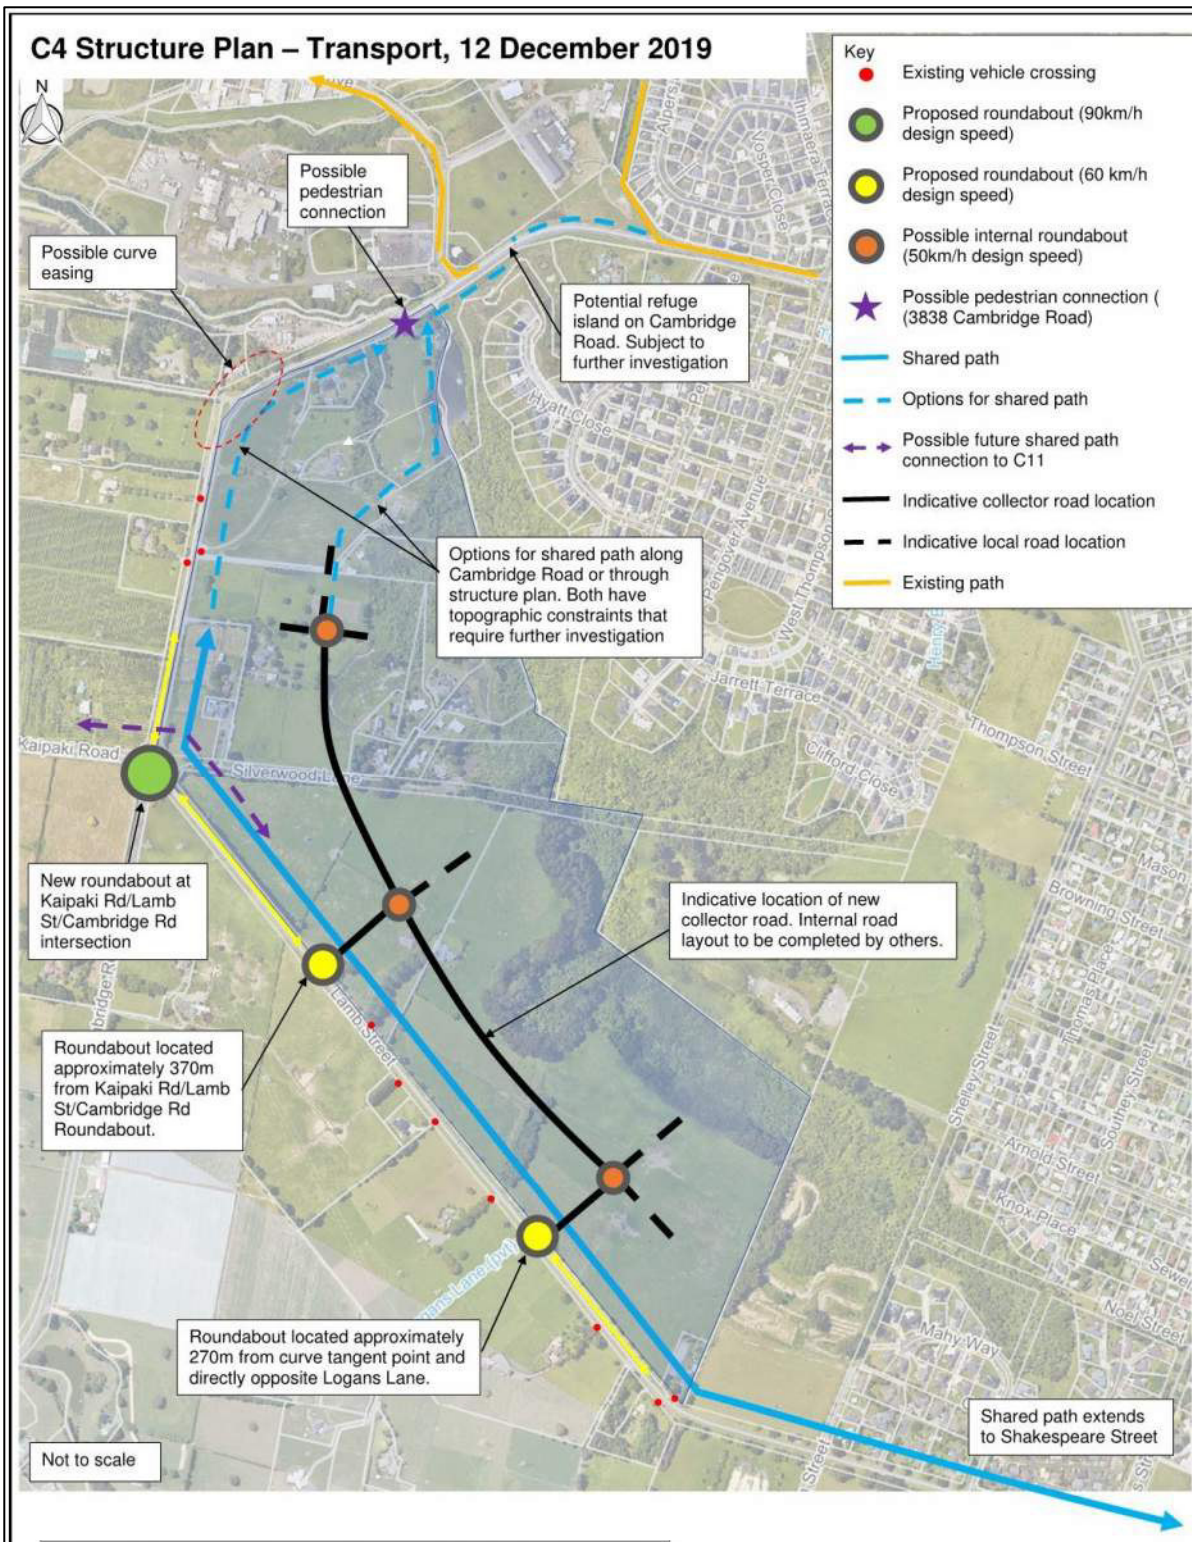 C4 Structure Plan – Transport, 12 December 2019
N
Key
Existing vehicle crossing
Proposed roundabout (90km/h
design speed)
Proposed roundabout (60 km/h
design speed)
Possible internal roundabout
(50km/h design speed)
Possible pedestrian connection (
(3838 Cambridge Road)
Shared path
Options for shared path
Possible future shared path
connection to C11
Indicative collector road location
Indicative local road location
Existing path
Possible
pedestrian
connection
Possible curve
easing
Potential refuge
island on Cambridge
Road. Subject to
further investigation
Vosper Close
Hyatt Close
Options for shared path along
Cambridge Road or through
structure plan. Both have
topographic constraints that
require further investigation
Pengover Avenue
West Thompson
Jarrett Terrace
Thompson Street
Clifford Close
Kaipaki Road
Silverwood Lane
New roundabout at
Kaipaki Rd/Lamb
St/Cambridge Rd
intersection
Indicative location of new
collector road. Internal road
layout to be completed by others.
Mason
Browning Street
Thomas Place
Lamb Street
Shelley Street
Southey Street
Arnold Street
Knox Place
Roundabout located
approximately 370m
from Kaipaki Rd/Lamb
St/Cambridge Rd
Roundabout.
Logans Lane (pvt)
Noel Street
Mahy Way
Roundabout located approximately
270m from curve tangent point and
directly opposite Logans Lane.
Shared path extends
to Shakespeare Street
Not to scale